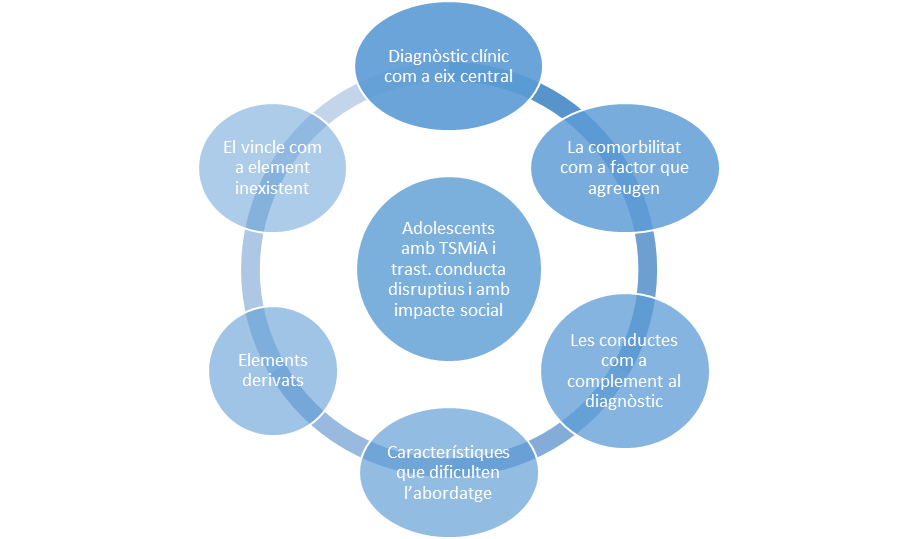 Diagnòstic clínic
com a eix central
La comorbilitat
com a factor que
agreugen
Les conductes
com a
complement al
diagnòstic
Característiques
que dificulten
l'abordatge
Elements
derivats
El vincle com
a element
inexistent
Adolescents
amb TSMiA i
trast. conducta
disruptius i amb
impacte social